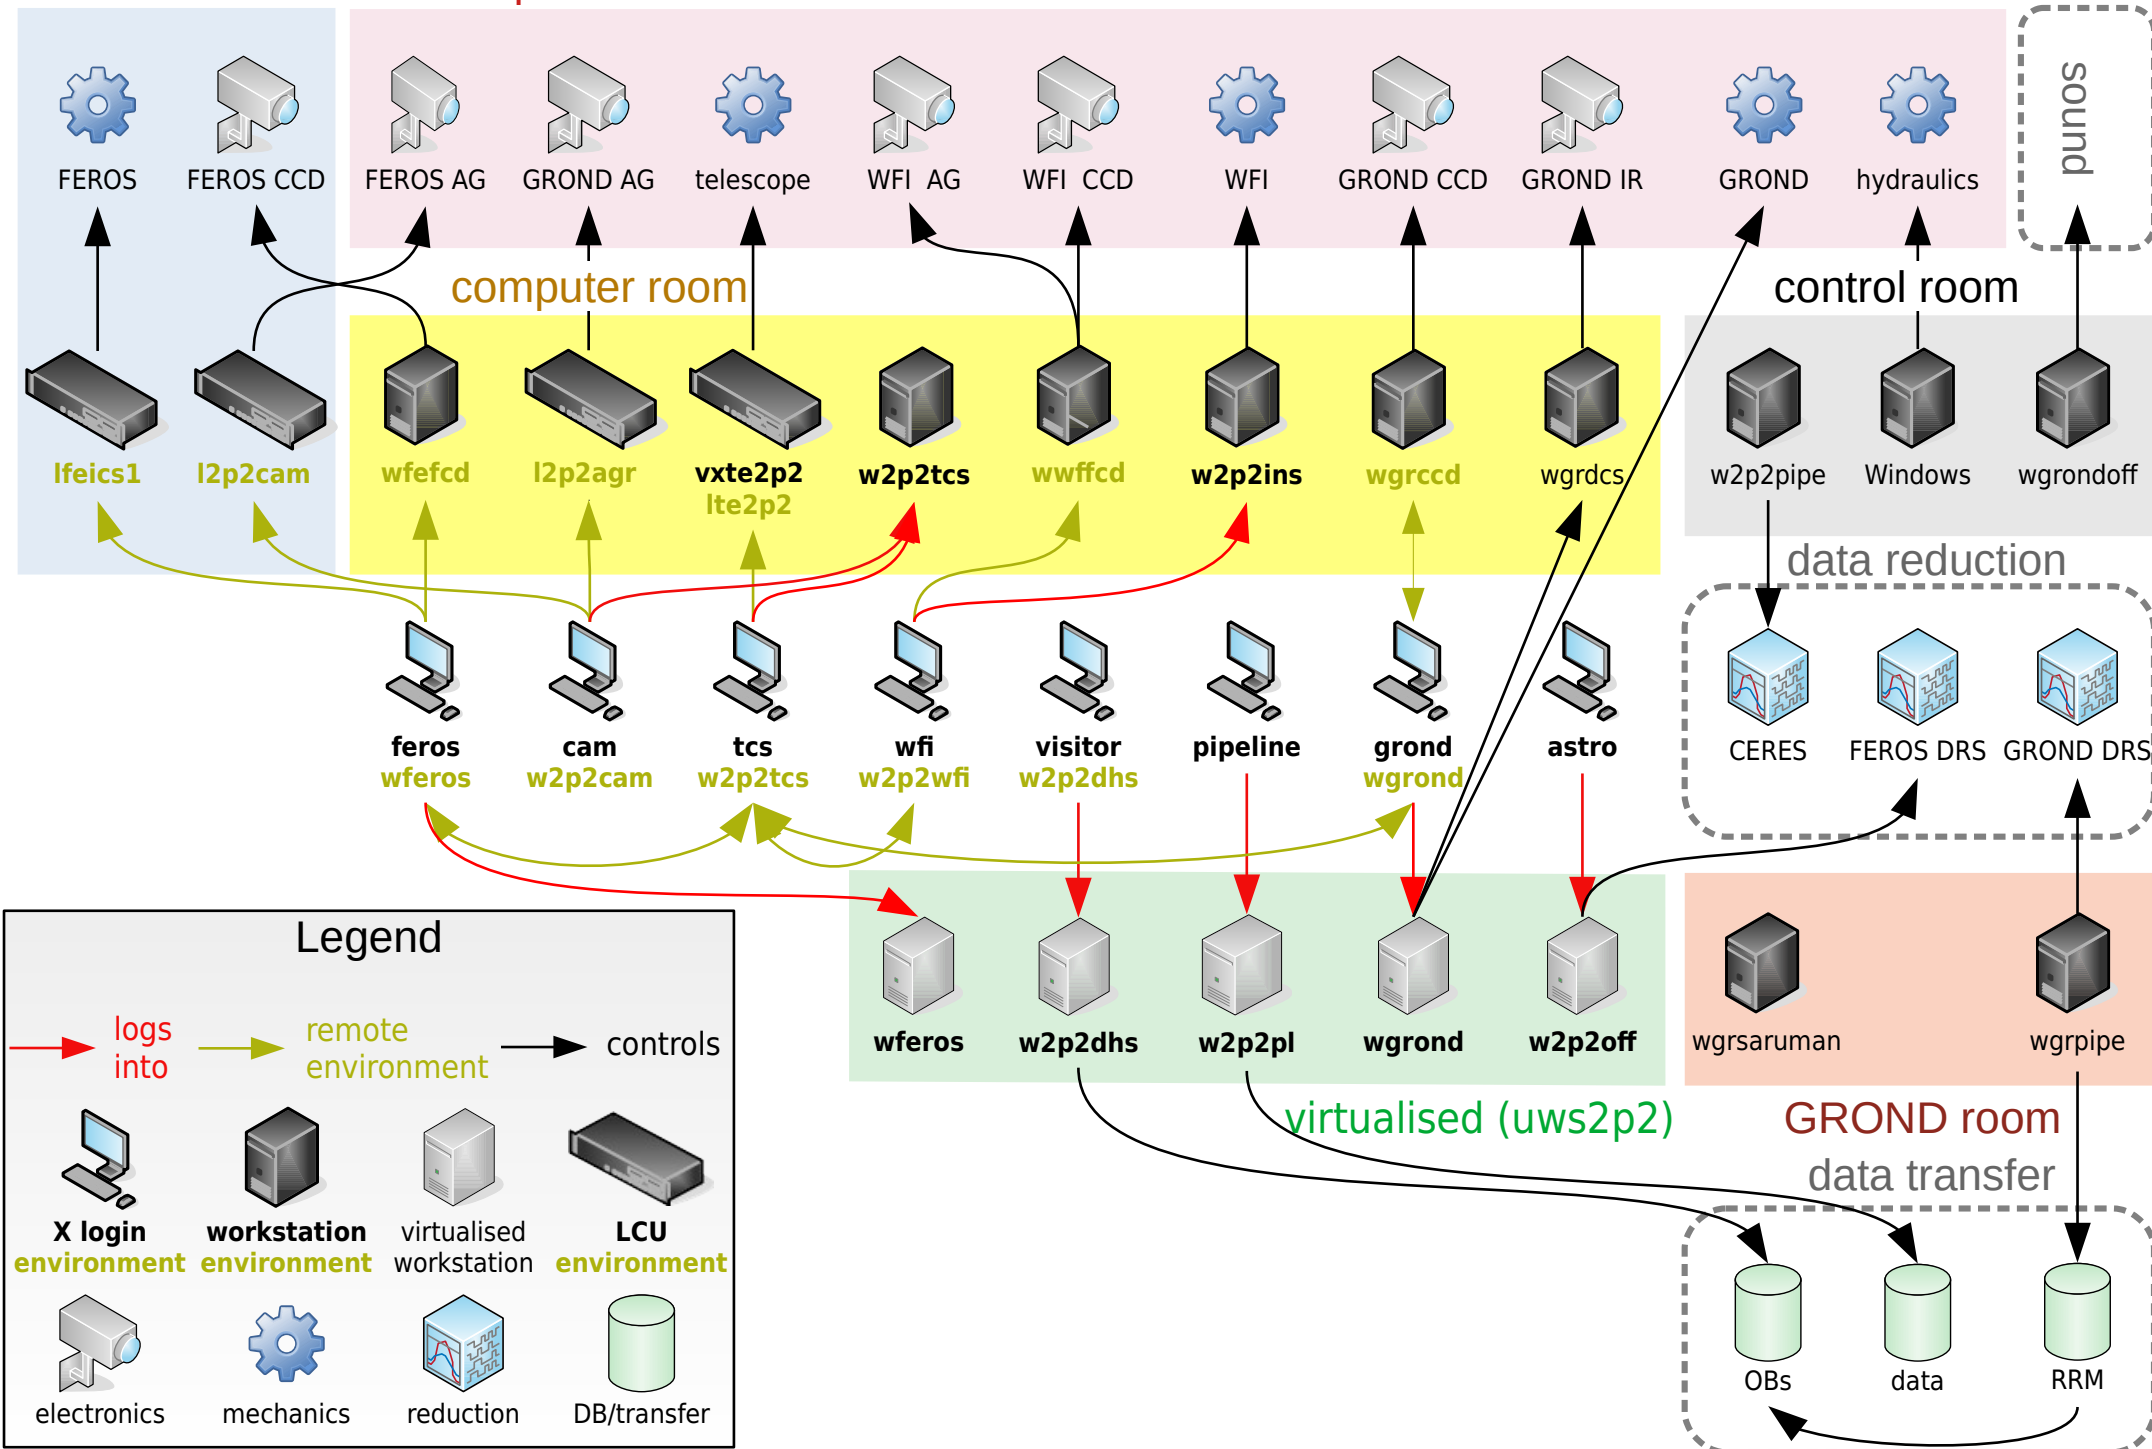 FEROS
FEROS CCD
FEROS AG
GROND AG
telescope
WFI AG
WFI CCD
WFI
GROND CCD
GROND IR
GROND
hydraulics
sound
computer room
control room
lfeics1
l2p2cam
wfefcd
l2p2agr
vxte2p2
lte2p2
w2p2tcs
wwffcd
w2p2ins
wgrccd
wgrdcs
w2p2pipe
Windows
wgrondoff
data reduction
feros
wferos
cam
w2p2cam
tcs
w2p2tcs
wfi
w2p2wfi
visitor
w2p2dhs
pipeline
grond
wgrond
astro
CERES
FEROS DRS
GROND DRS
wferos
w2p2dhs
w2p2pl
wgrond
w2p2off
wgrsaruman
wgrpipe
virtualised (uws2p2)
GROND room
data transfer
OBs
data
RRM
Legend
logs
into
remote
environment
controls
X login
environment
workstation
environment
virtualised
workstation
LCU
environment
electronics
mechanics
reduction
DB/transfer